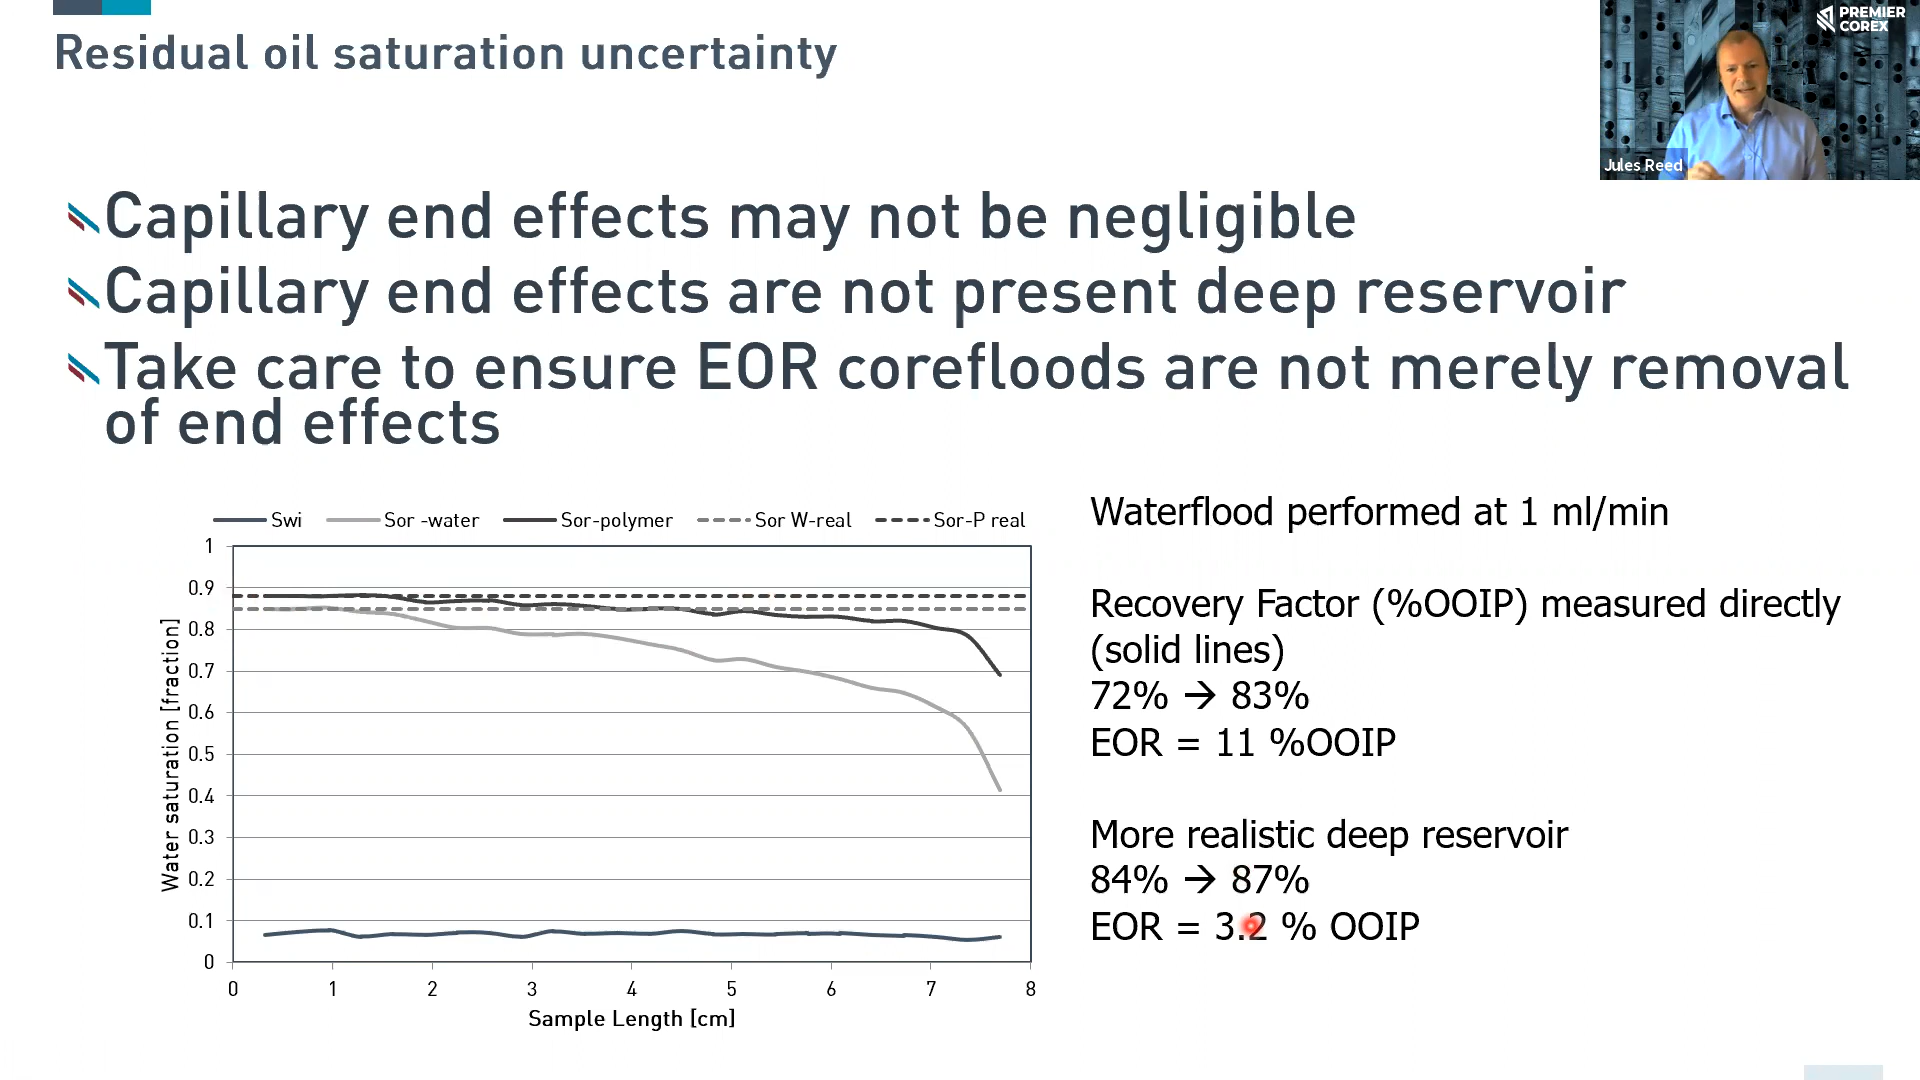 Residual oil saturation uncertainty
PREMIER
COREX
Jules Reed
Capillary end effects may not be negligible
Capillary end effects are not present deep reservoir
Take care to ensure EOR corefloods are not merely removal
of end effects
Swi Sor -water Sor-polymer Sor W-real Sor-P real
1
0.9
0.8
0.7
0.6
0.5
0.4
0.3
0.2
0.1
0
Water saturation [fraction]
0 1 2 3 4 5 6 7 8
Sample Length [cm]
Waterflood performed at 1 ml/min
Recovery Factor (%OOIP) measured directly
(solid lines)
72% → 83%
EOR = 11 %OOIP
More realistic deep reservoir
84% → 87%
EOR = 3.2 % OOIP